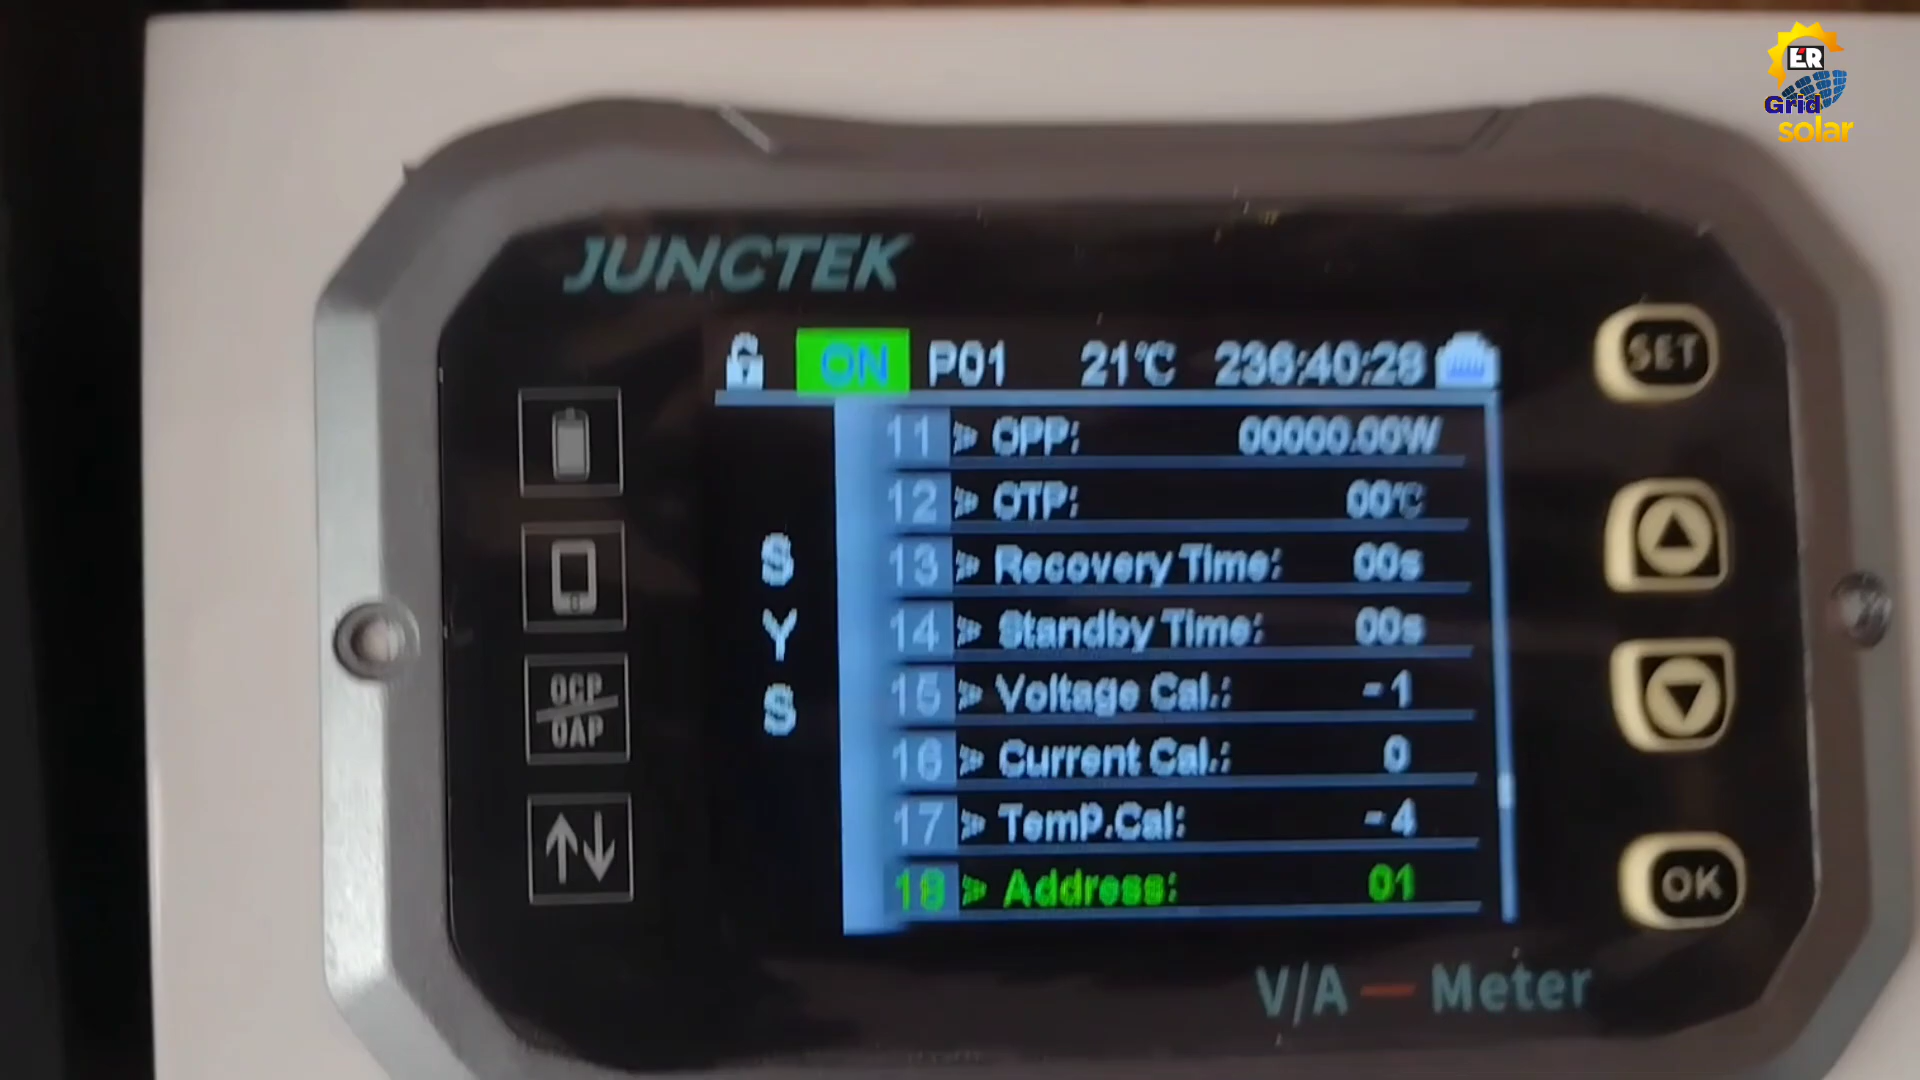 ER
Grid
solar
JUNCTEK
ON P01 21℃ 236:40:28
SYS
11 OPP: 00000.00W
12 OTP: 00℃
13 Recovery Time: 00s
14 Standby Time: 00s
15 Voltage Cal.: -1
16 Current Cal.: 0
17 TemP.Cal: -4
18 Address: 01
OCP
OAP
SET
OK
V/A — Meter